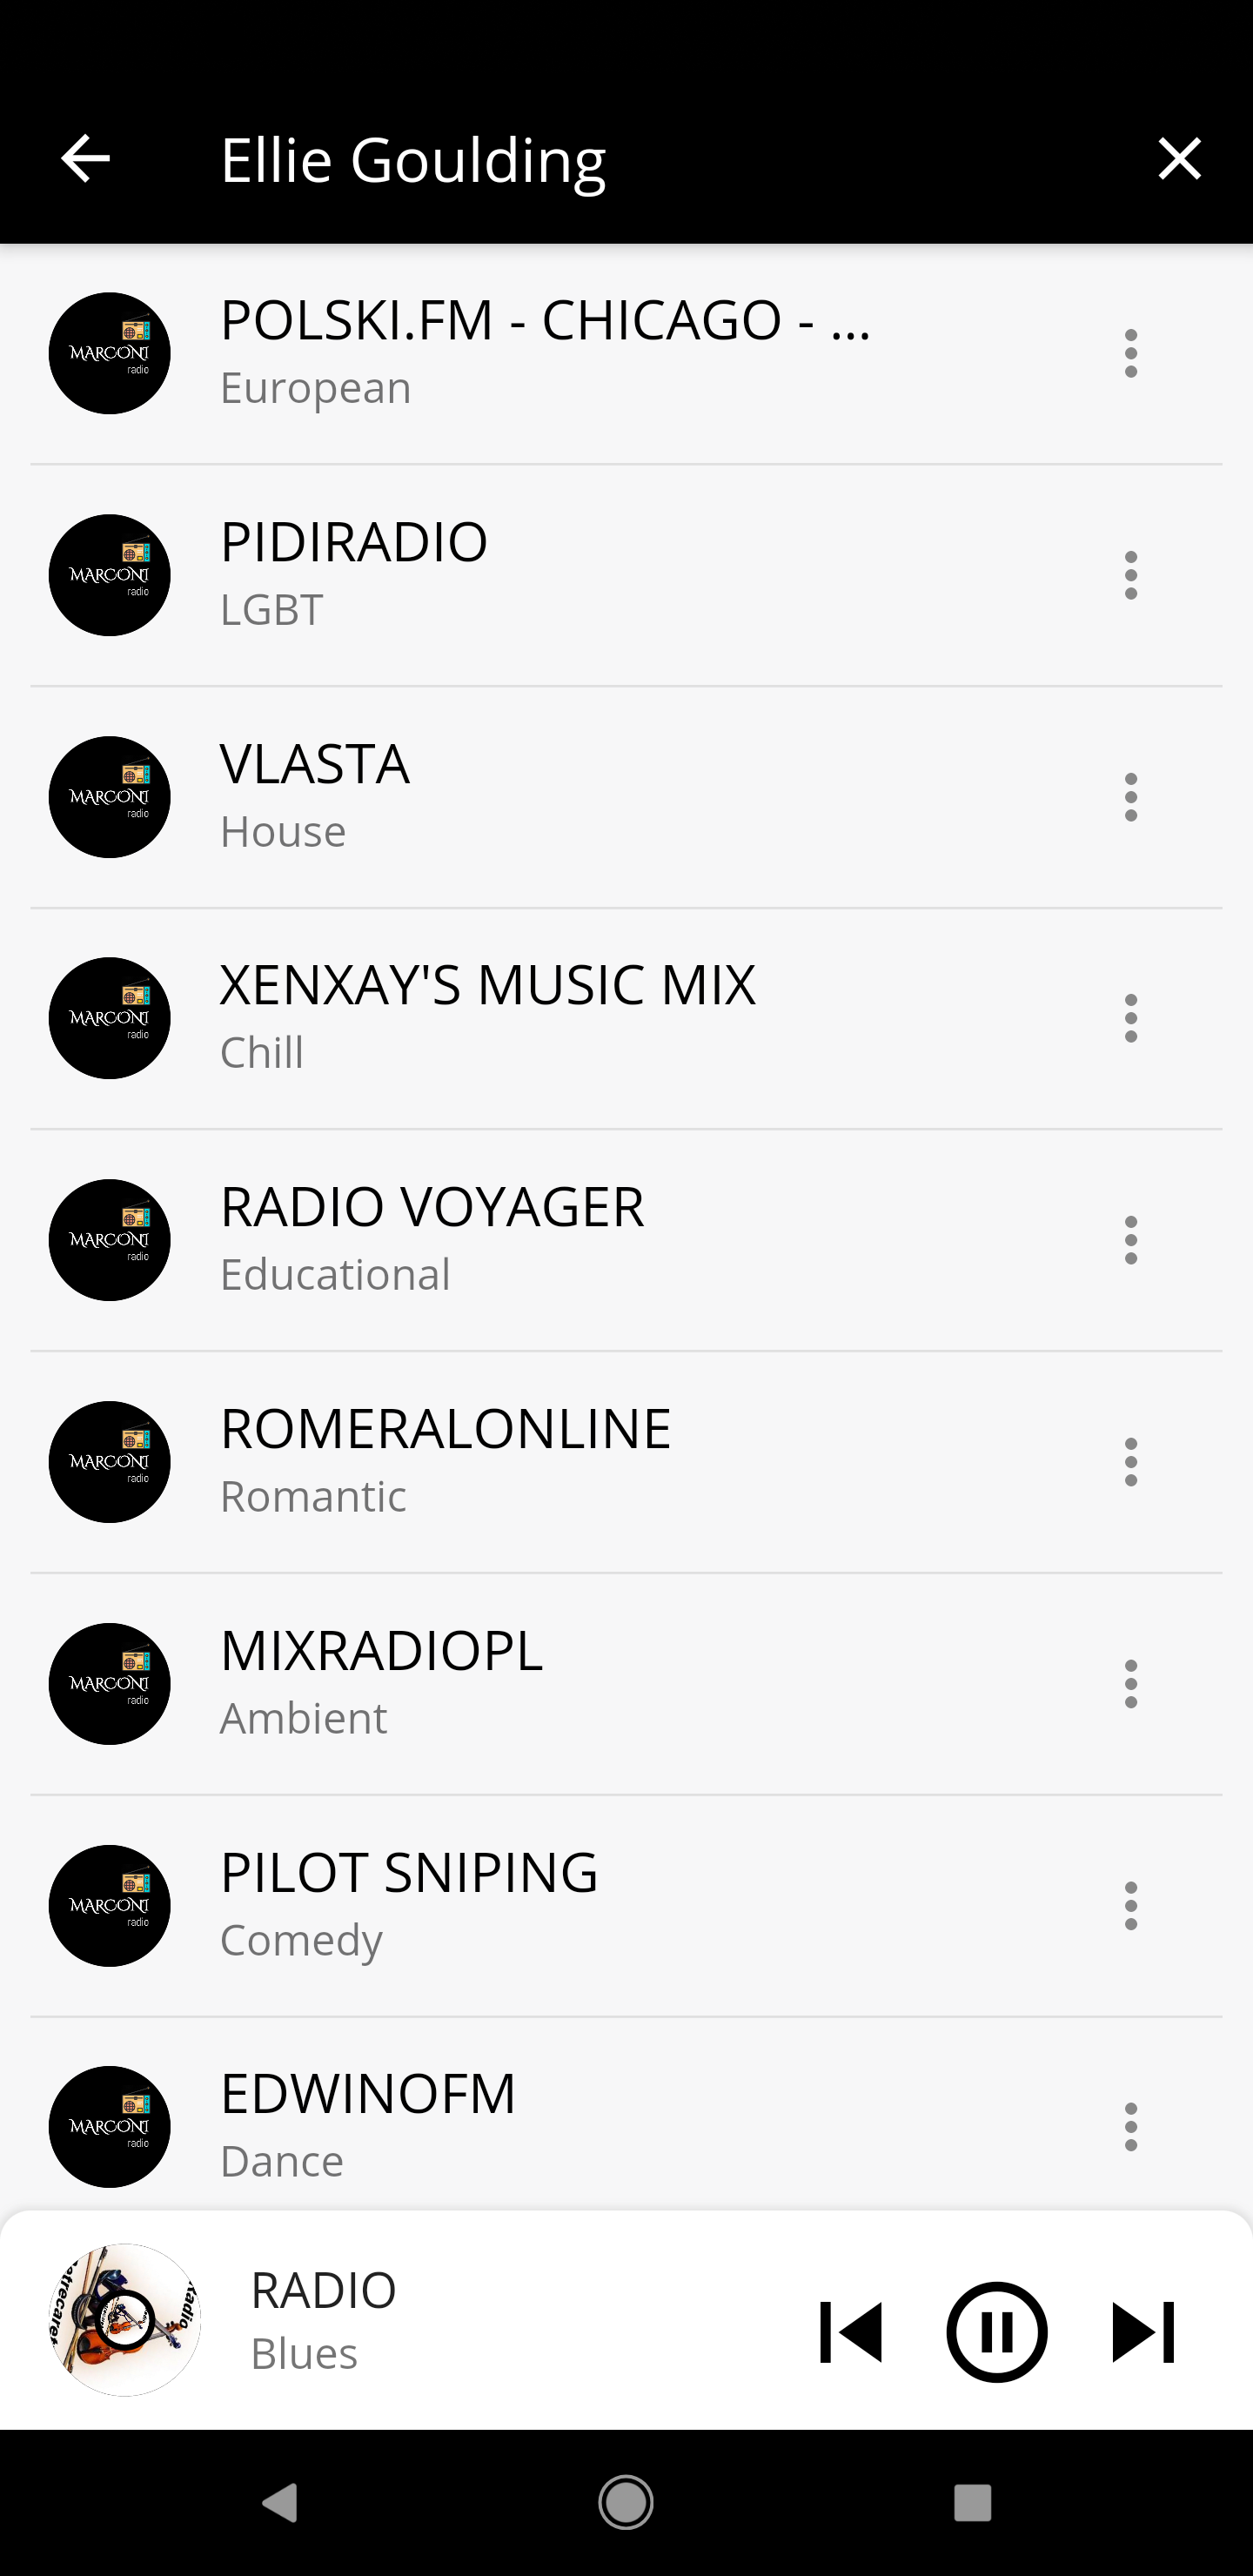 Ellie Goulding
MARCONI
radio
POLSKI.FM - CHICAGO - ...
European
MARCONI
radio
PIDIRADIO
LGBT
MARCONI
radio
VLASTA
House
MARCONI
radio
XENXAY'S MUSIC MIX
Chill
MARCONI
radio
RADIO VOYAGER
Educational
MARCONI
radio
ROMERALONLINE
Romantic
MARCONI
radio
MIXRADIOPL
Ambient
MARCONI
radio
PILOT SNIPING
Comedy
MARCONI
radio
EDWINOFM
Dance
RADIO
Blues